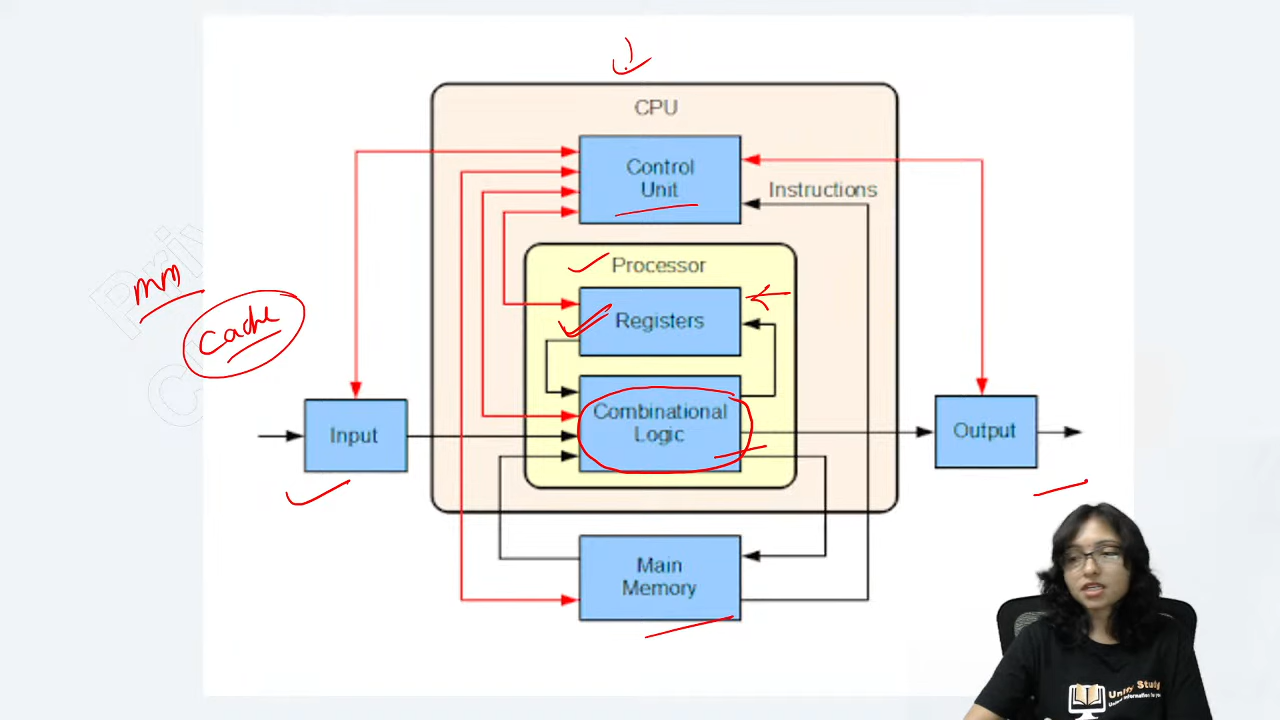 CPU
Control
Unit
Instructions
Processor
Registers
mm
Cache
Combinational
Logic
Input
Output
Main
Memory